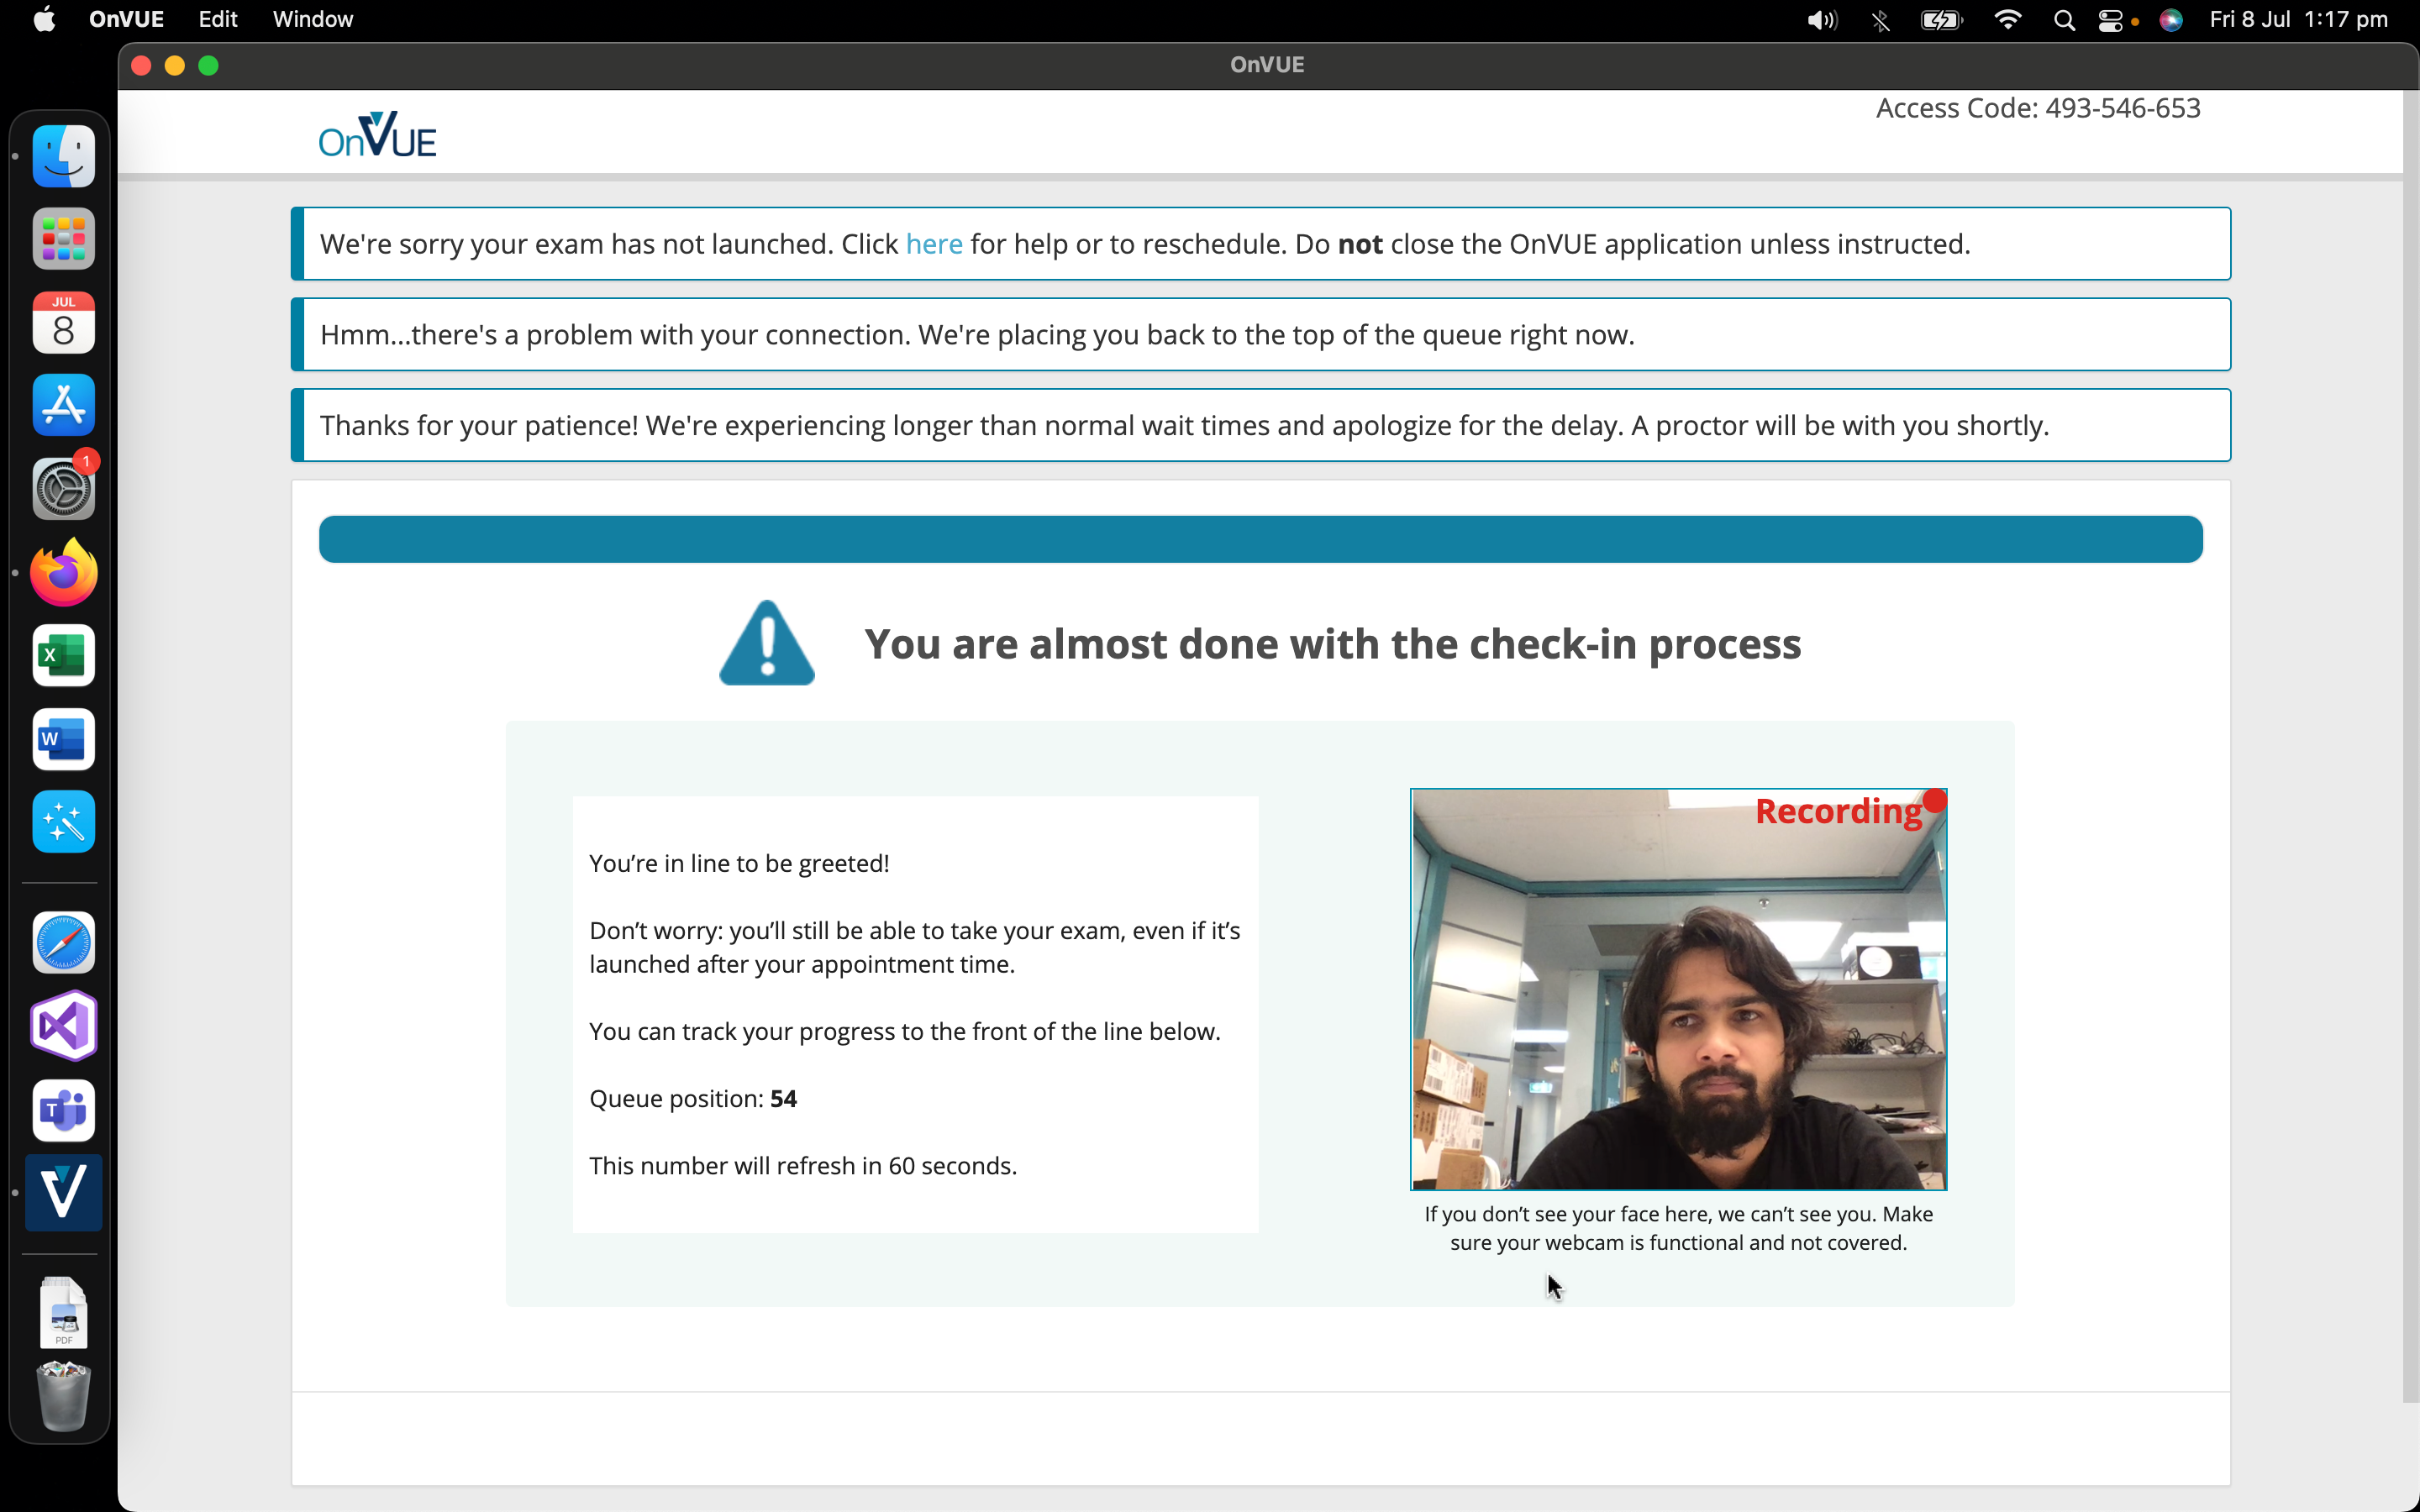 OnVUE Edit Window Fri 8 Jul 1:17 pm
OnVUE
OnVUE
Access Code: 493-546-653
We're sorry your exam has not launched. Click here for help or to reschedule. Do not close the OnVUE application unless instructed.
Hmm...there's a problem with your connection. We're placing you back to the top of the queue right now.
Thanks for your patience! We're experiencing longer than normal wait times and apologize for the delay. A proctor will be with you shortly.
You are almost done with the check-in process
You’re in line to be greeted!
Don’t worry: you’ll still be able to take your exam, even if it’s
launched after your appointment time.
You can track your progress to the front of the line below.
Queue position: 54
This number will refresh in 60 seconds.
Recording
If you don’t see your face here, we can’t see you. Make
sure your webcam is functional and not covered.
JUL
8
1
X
W
T
V
PDF